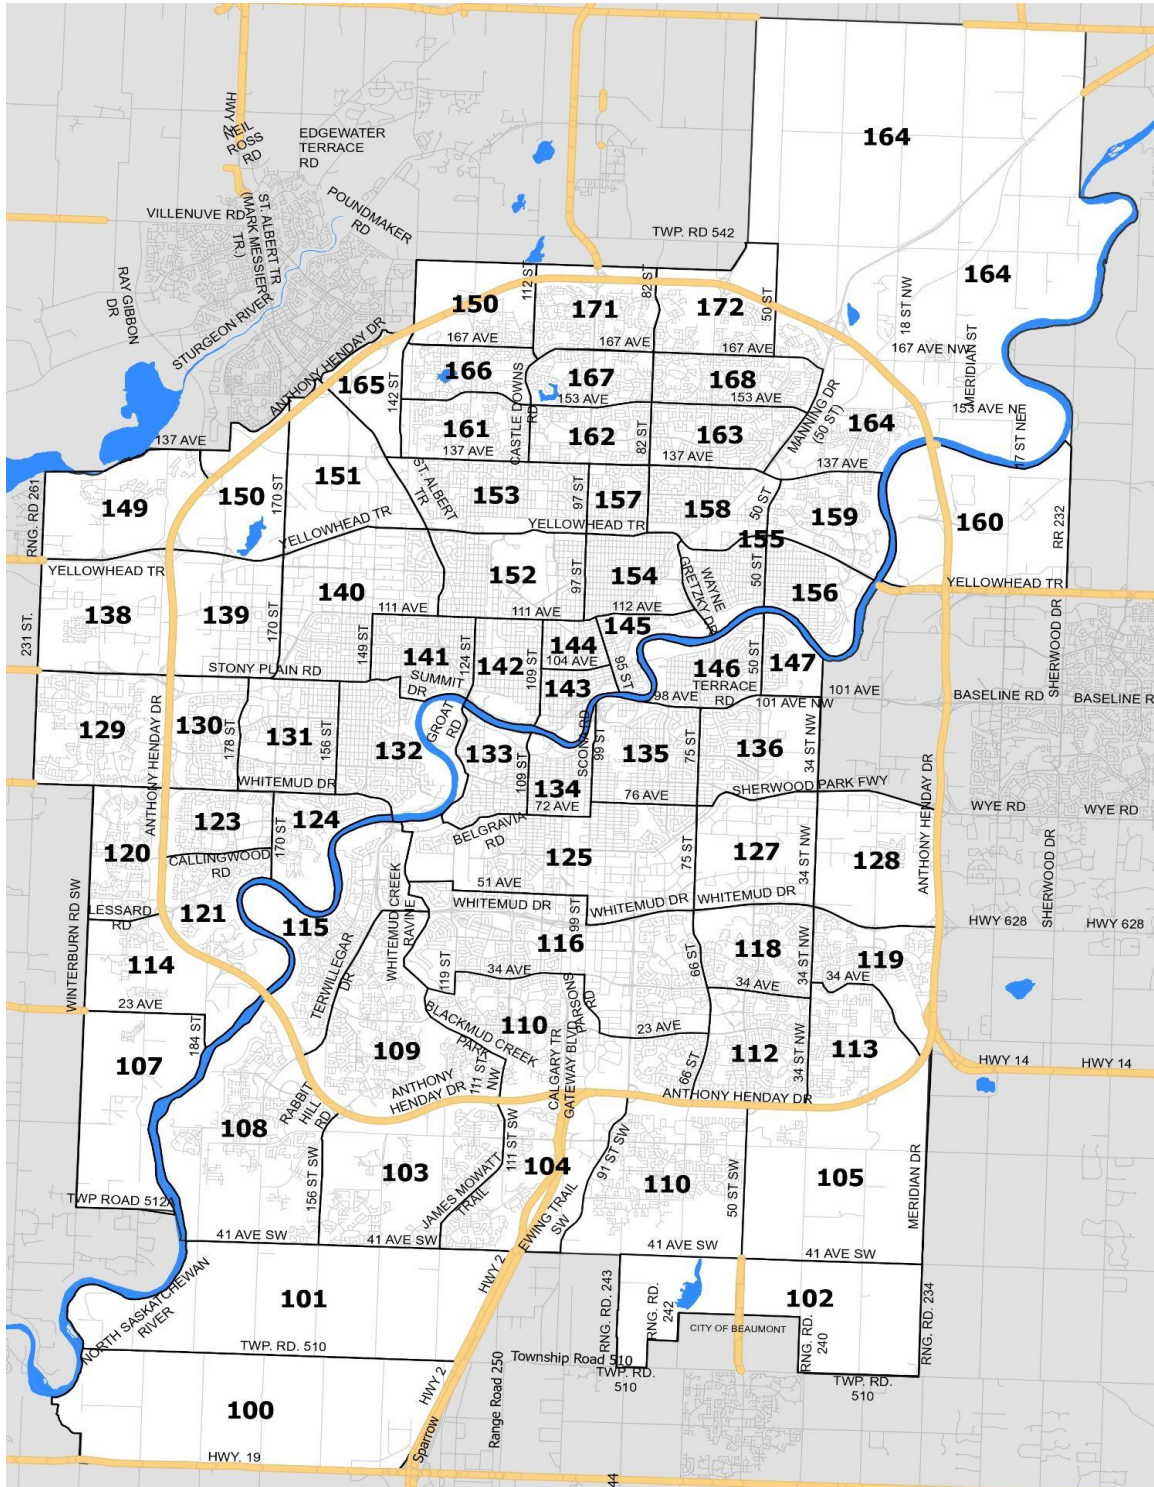 164
HWY 2
NEIL
ROSS
RD
EDGEWATER
TERRACE
RD
POUNDMAKER
RD
VILLENUVE RD
ST. ALBERT TR
(MARK MESSIER
TR.)
RAY GIBBON
DR
STURGEON RIVER
ANTHONY HENDAY DR
TWP. RD 542
112 ST
82 ST
50 ST
18 ST NW
164
MERIDIAN ST
150
171
172
167 AVE
167 AVE
167 AVE
167 AVE NW
165
142 ST
166
CASTLE DOWNS
RD
167
168
153 AVE
153 AVE
153 AVE NE
MANNING DR
(50 ST)
164
17 ST NE
161
162
82 ST
163
137 AVE
137 AVE
137 AVE
137 AVE
RNG. RD 261
149
150
170 ST
151
ST. ALBERT
TR
153
97 ST
157
158
50 ST
159
160
RR 232
YELLOWHEAD TR
YELLOWHEAD TR
155
YELLOWHEAD TR
YELLOWHEAD TR
231 ST.
138
139
170 ST
140
152
97 ST
154
WAYNE
GRETZKY DR
50 ST
156
111 AVE
111 AVE
112 AVE
149 ST
141
124 ST
142
109 ST
144
104 AVE
145
95 ST
146
50 ST
147
SHERWOOD DR
STONY PLAIN RD
SUMMIT
DR
143
98 AVE
TERRACE
RD
101 AVE NW
101 AVE
BASELINE RD
BASELINE R
129
ANTHONY HENDAY DR
130
178 ST
131
156 ST
132
GROAT
RD
133
109 ST
134
SCONA RD
99 ST
135
75 ST
136
34 ST NW
ANTHONY HENDAY DR
WHITEMUD DR
72 AVE
76 AVE
SHERWOOD PARK FWY
WYE RD
WYE RD
120
123
170 ST
124
BELGRAVIA
RD
125
75 ST
127
34 ST NW
128
SHERWOOD DR
CALLINGWOOD
RD
51 AVE
WHITEMUD DR
WHITEMUD DR
WHITEMUD DR
HWY 628
HWY 628
WINTERBURN RD SW
LESSARD
RD
121
115
TERWILLEGAR
DR
WHITEMUD CREEK
RAVINE
119 ST
116
99 ST
66 ST
118
34 ST NW
119
114
34 AVE
34 AVE
34 AVE
23 AVE
184 ST
BLACKMUD CREEK
PARK
110
PARSONS
RD
23 AVE
107
109
111 ST
NW
CALGARY TR
GATEWAY BLVD
66 ST
112
34 ST NW
113
HWY 14
HWY 14
ANTHONY
HENDAY DR
ANTHONY HENDAY DR
RABBIT
HILL
RD
108
156 ST SW
103
111 ST SW
104
91 ST SW
110
50 ST SW
105
MERIDIAN DR
TWP ROAD 512A
JAMES MOWATT
TRAIL
EWING TRAIL
SW
41 AVE SW
41 AVE SW
41 AVE SW
41 AVE SW
NORTH SASKATCHEWAN
RIVER
101
HWY 2
RNG. RD. 243
RNG. RD.
242
102
RNG. RD.
240
RNG. RD. 234
CITY OF BEAUMONT
TWP. RD. 510
Township Road 510
TWP. RD.
510
TWP. RD.
510
100
HWY 2
Sparrow
Range Road 250
HWY. 19
44